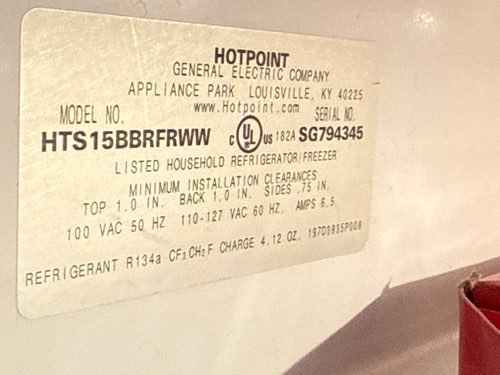 HOTPOINT
GENERAL ELECTRIC COMPANY
APPLIANCE PARK LOUISVILLE, KY 40225
www.Hotpoint.com
MODEL NO. SERIAL NO.
HTS15BBRFRWW C UL US 182A SG794345
LISTED HOUSEHOLD REFRIGERATOR/FREEZER
MINIMUM INSTALLATION CLEARANCES
TOP 1.0 IN. BACK 1.0 IN. SIDES .75 IN.
100 VAC 50 HZ 110-127 VAC 60 HZ. AMPS 6.5
REFRIGERANT R134a CF₃CH₂F CHARGE 4.12 OZ. 197D3935P008